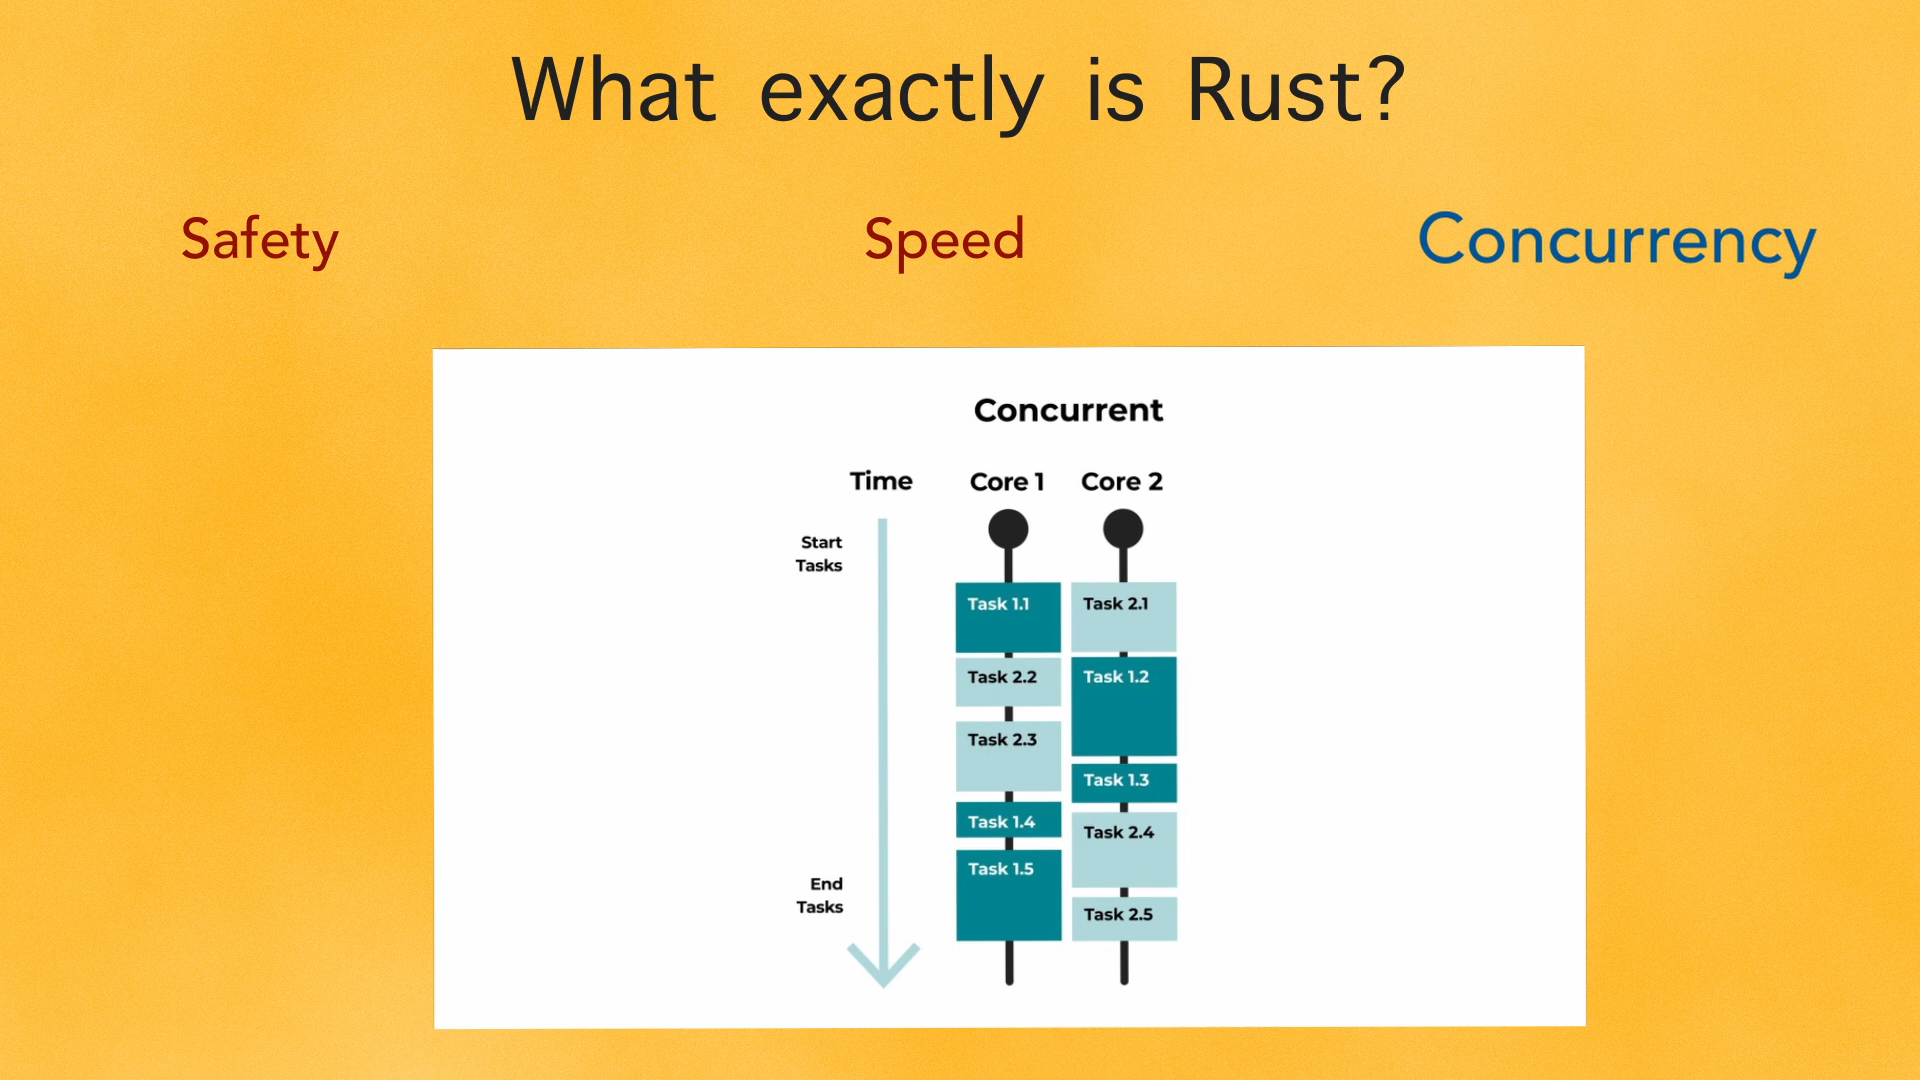 What exactly is Rust?
Safety
Speed
Concurrency
Concurrent
Time
Core 1
Core 2
Start
Tasks
Task 1.1
Task 2.1
Task 2.2
Task 1.2
Task 2.3
Task 1.3
Task 1.4
Task 2.4
Task 1.5
End
Tasks
Task 2.5